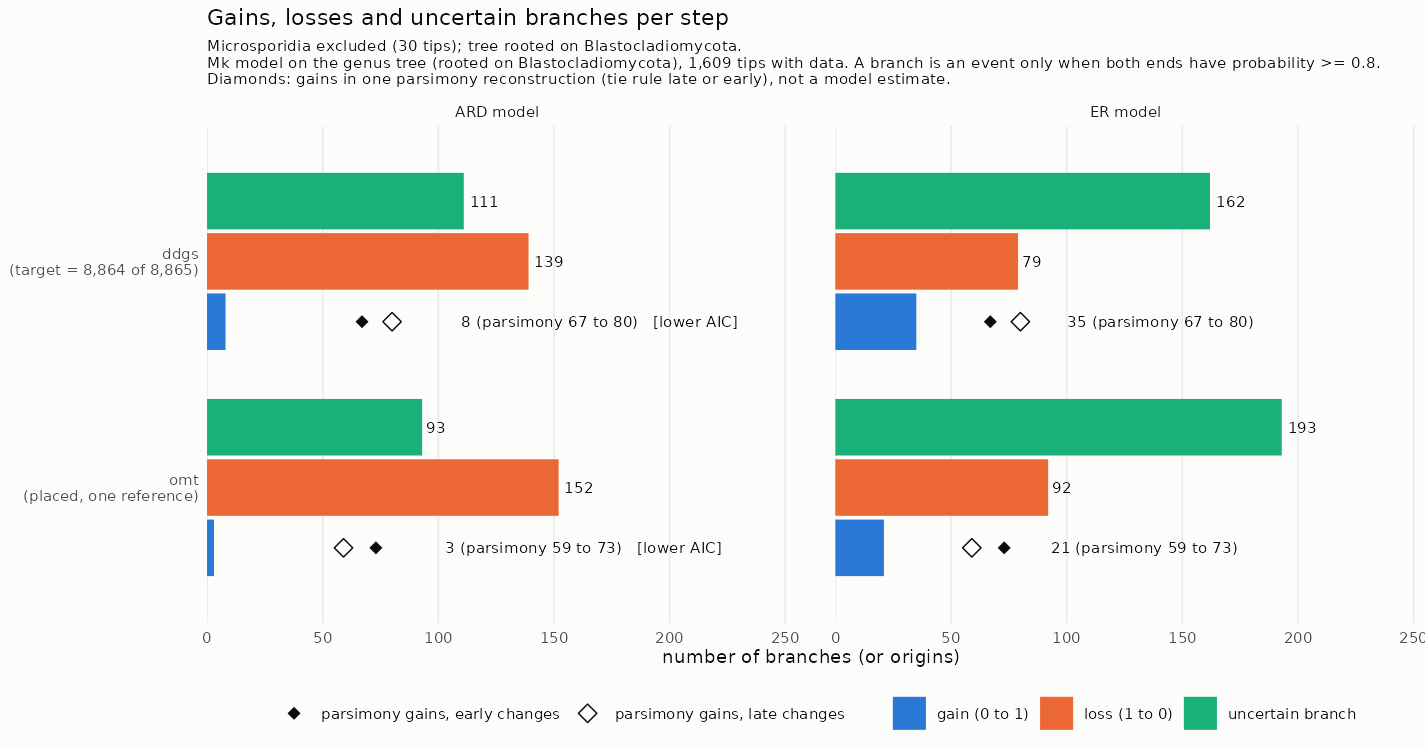 Gains, losses and uncertain branches per step
Microsporidia excluded (30 tips); tree rooted on Blastocladiomycota.
Mk model on the genus tree (rooted on Blastocladiomycota), 1,609 tips with data. A branch is an event only when both ends have probability >= 0.8.
Diamonds: gains in one parsimony reconstruction (tie rule late or early), not a model estimate.
ARD model
ER model
ddgs
(target = 8,864 of 8,865)
111
139
8 (parsimony 67 to 80) [lower AIC]
162
79
35 (parsimony 67 to 80)
omt
(placed, one reference)
93
152
3 (parsimony 59 to 73) [lower AIC]
193
92
21 (parsimony 59 to 73)
0 50 100 150 200 250
0 50 100 150 200 250
number of branches (or origins)
parsimony gains, early changes parsimony gains, late changes gain (0 to 1) loss (1 to 0) uncertain branch